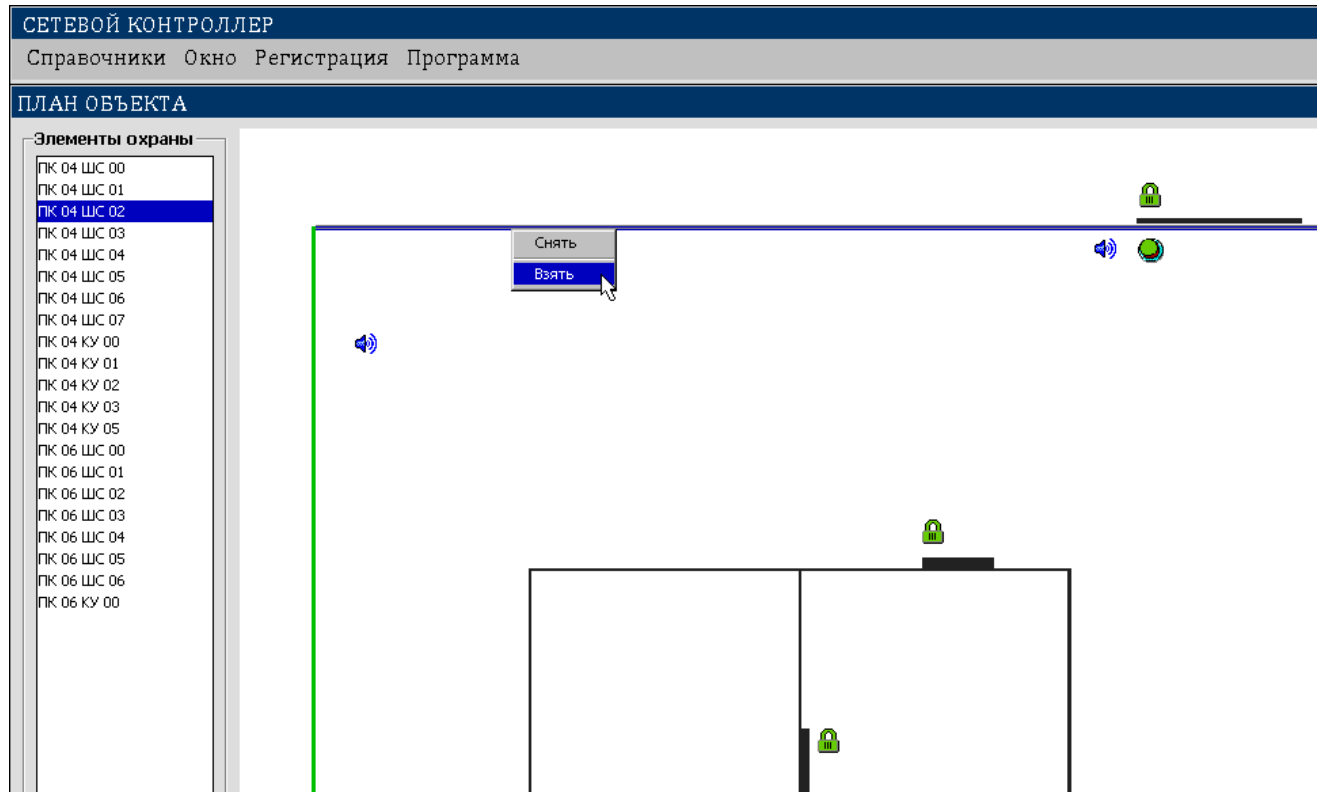 СЕТЕВОЙ КОНТРОЛЛЕР
Справочники Окно Регистрация Программа
ПЛАН ОБЪЕКТА
Элементы охраны
ПК 04 ШС 00
ПК 04 ШС 01
ПК 04 ШС 02
ПК 04 ШС 03
ПК 04 ШС 04
ПК 04 ШС 05
ПК 04 ШС 06
ПК 04 ШС 07
ПК 04 КУ 00
ПК 04 КУ 01
ПК 04 КУ 02
ПК 04 КУ 03
ПК 04 КУ 05
ПК 06 ШС 00
ПК 06 ШС 01
ПК 06 ШС 02
ПК 06 ШС 03
ПК 06 ШС 04
ПК 06 ШС 05
ПК 06 ШС 06
ПК 06 КУ 00
Снять
Взять